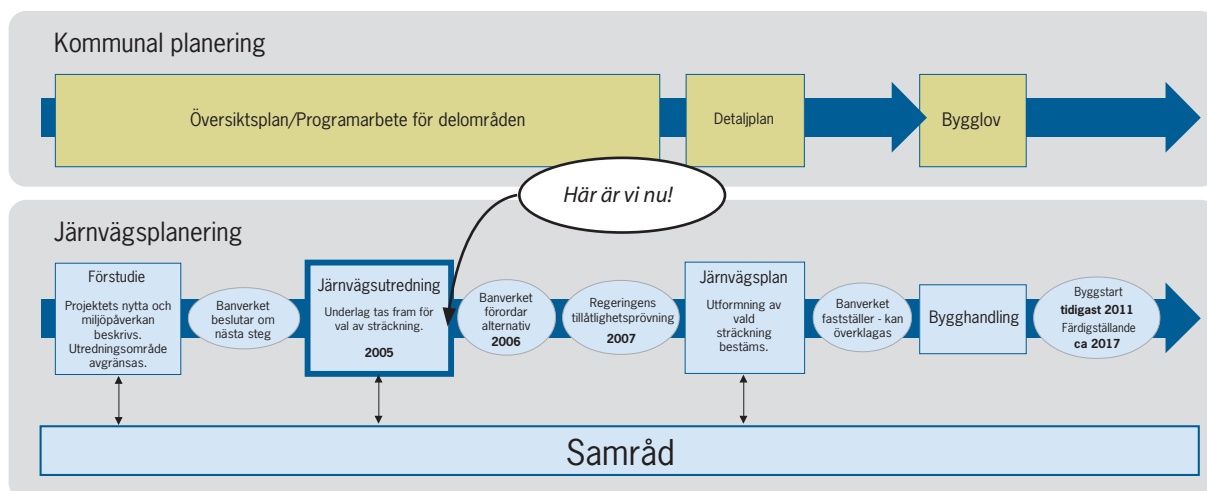 Kommunal planering
Översiktsplan/Programarbete för delområden
Detaljplan
Bygglov
Här är vi nu!
Järnvägsplanering
Förstudie
Projektets nytta och
miljöpåverkan
beskrivs.
Utredningsområde
avgränsas.
Banverket
beslutar om
nästa steg
Järnvägsutredning
Underlag tas fram för
val av sträckning.
2005
Banverket
förordar
alternativ
2006
Regeringens
tillåtlighetsprövning
2007
Järnvägsplan
Utformning av
vald
sträckning
bestäms.
Banverket
fastställer - kan
överklagas
Bygghandling
Byggstart
tidigast 2011
Färdigställande
ca 2017
Samråd